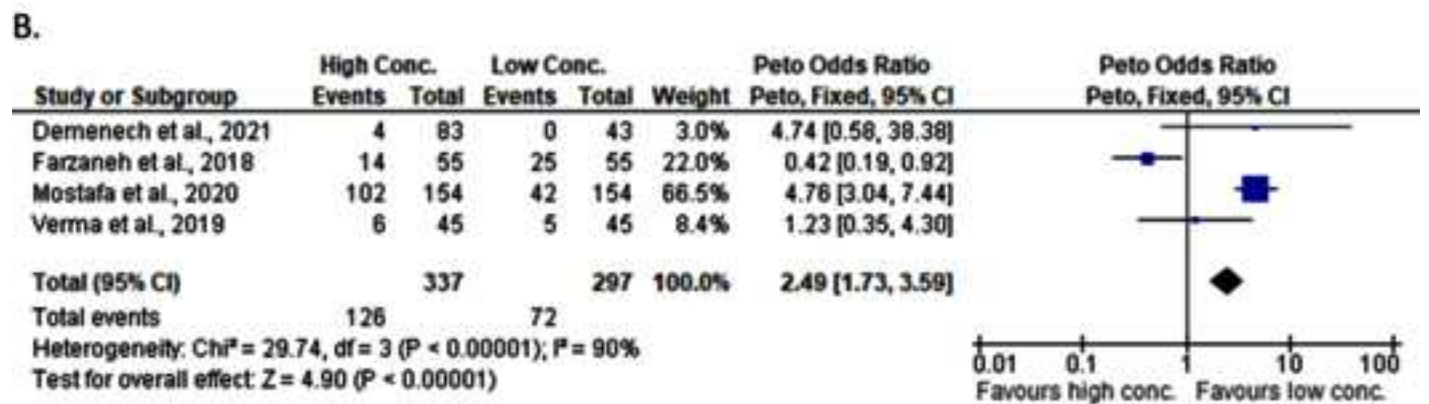 B.
High Conc. Low Conc. Peto Odds Ratio Peto Odds Ratio
Study or Subgroup Events Total Events Total Weight Peto, Fixed, 95% CI Peto, Fixed, 95% CI
Demenech et al., 2021 4 83 0 43 3.0% 4.74 [0.58, 38.38]
Farzaneh et al., 2018 14 55 25 55 22.0% 0.42 [0.19, 0.92]
Mostafa et al., 2020 102 154 42 154 66.5% 4.76 [3.04, 7.44]
Verma et al., 2019 6 45 5 45 8.4% 1.23 [0.35, 4.30]
Total (95% CI) 337 297 100.0% 2.49 [1.73, 3.59]
Total events 126 72
Heterogeneity: Chi² = 29.74, df = 3 (P < 0.00001); I² = 90%
Test for overall effect: Z = 4.90 (P < 0.00001)
0.01 0.1 1 10 100
Favours high conc. Favours low conc.